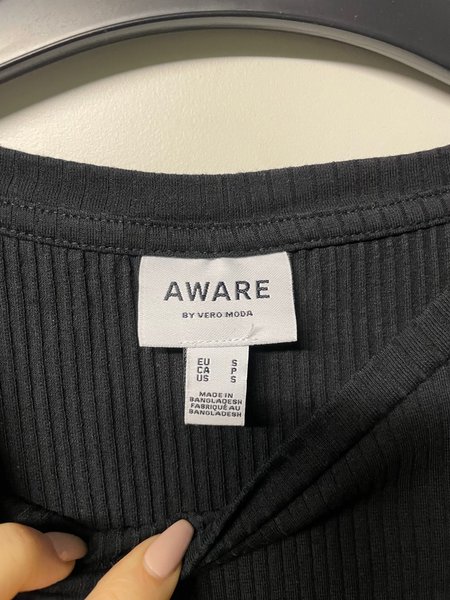 AWARE
BY VERO MODA
EU S
CA P
US S
MADE IN
BANGLADESH
FABRIQUÉ AU
BANGLADESH